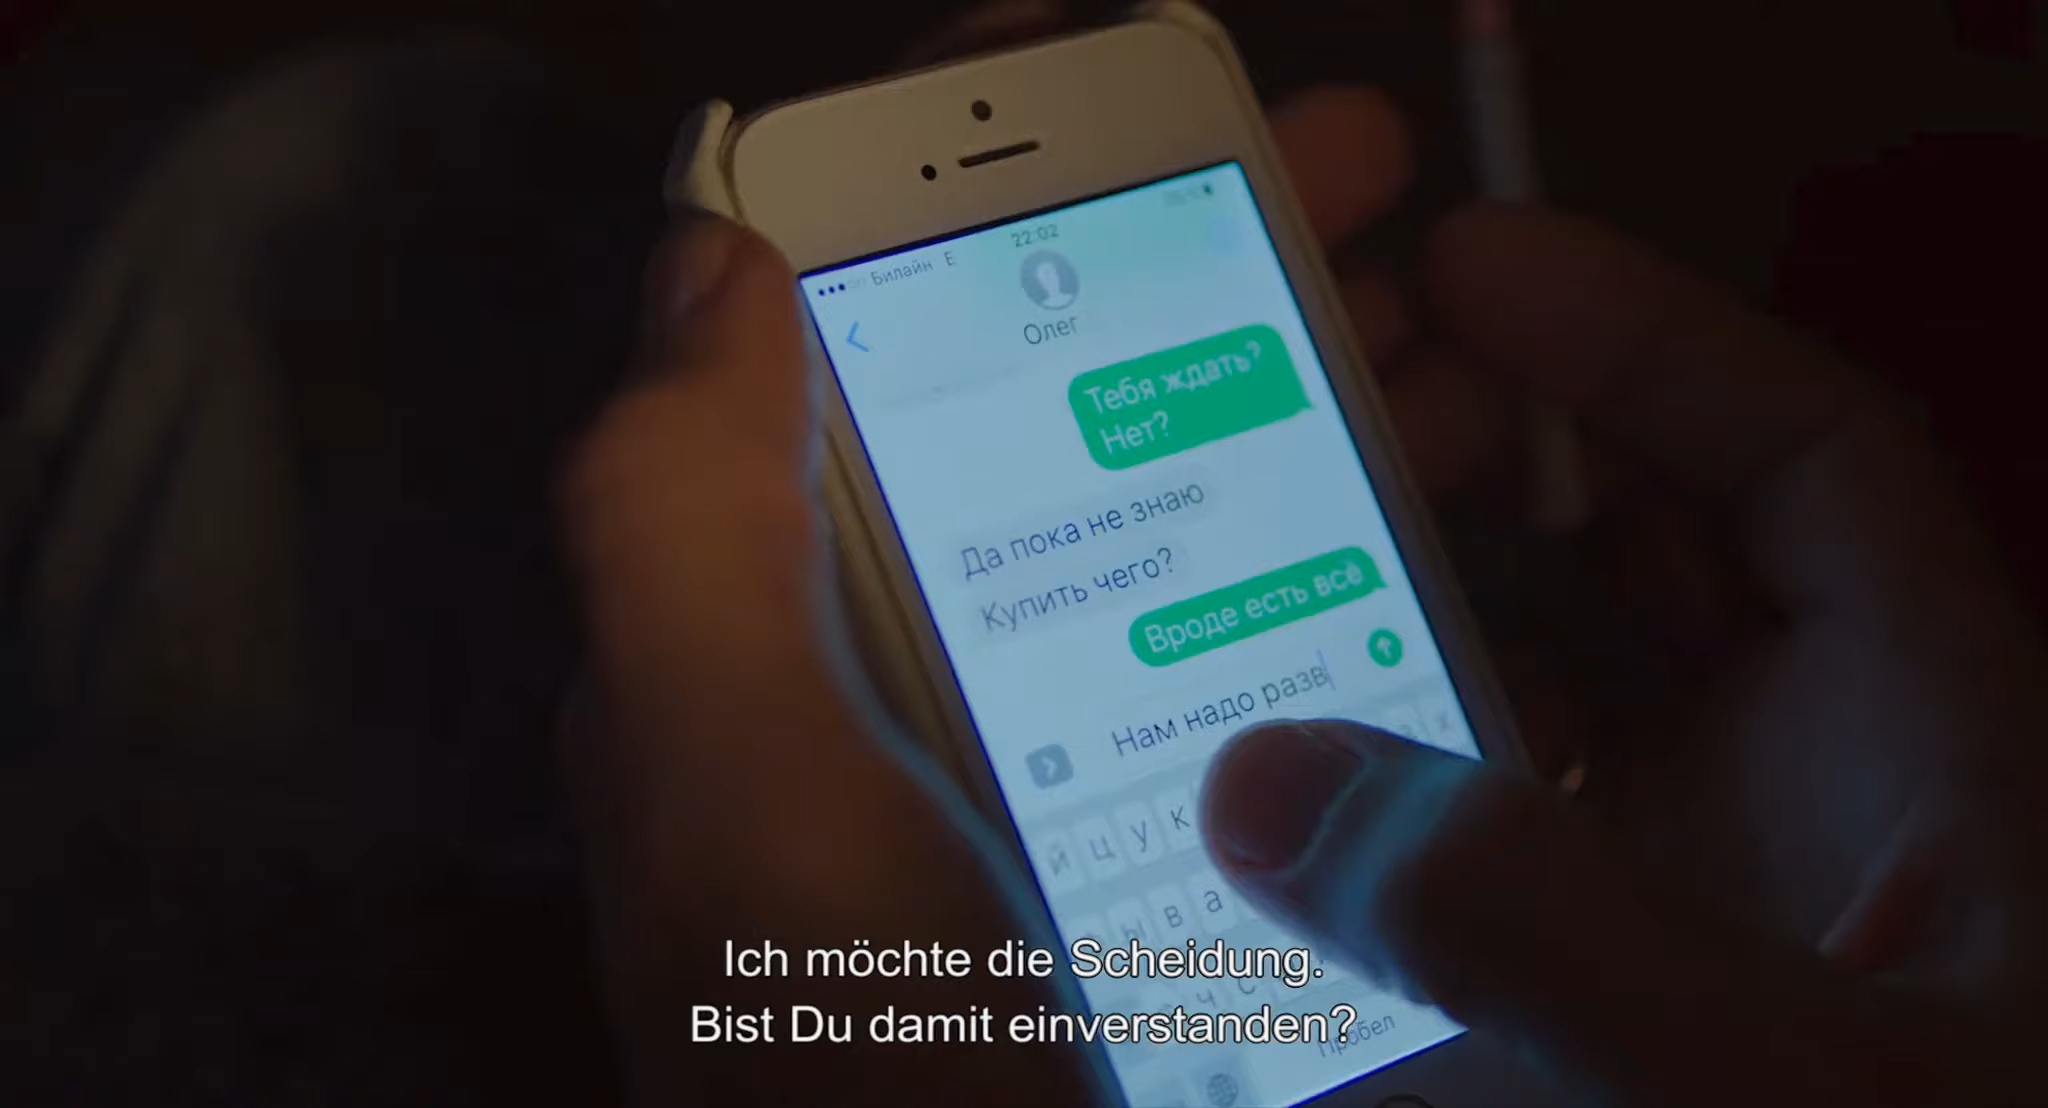 22:02
Билайн E
Олег
Тебя ждать?
Нет?
Да пока не знаю
Купить чего?
Вроде есть всё
Нам надо разв
й ц у к х
ы в а
ч с
Пробел
Ich möchte die Scheidung.
Bist Du damit einverstanden?